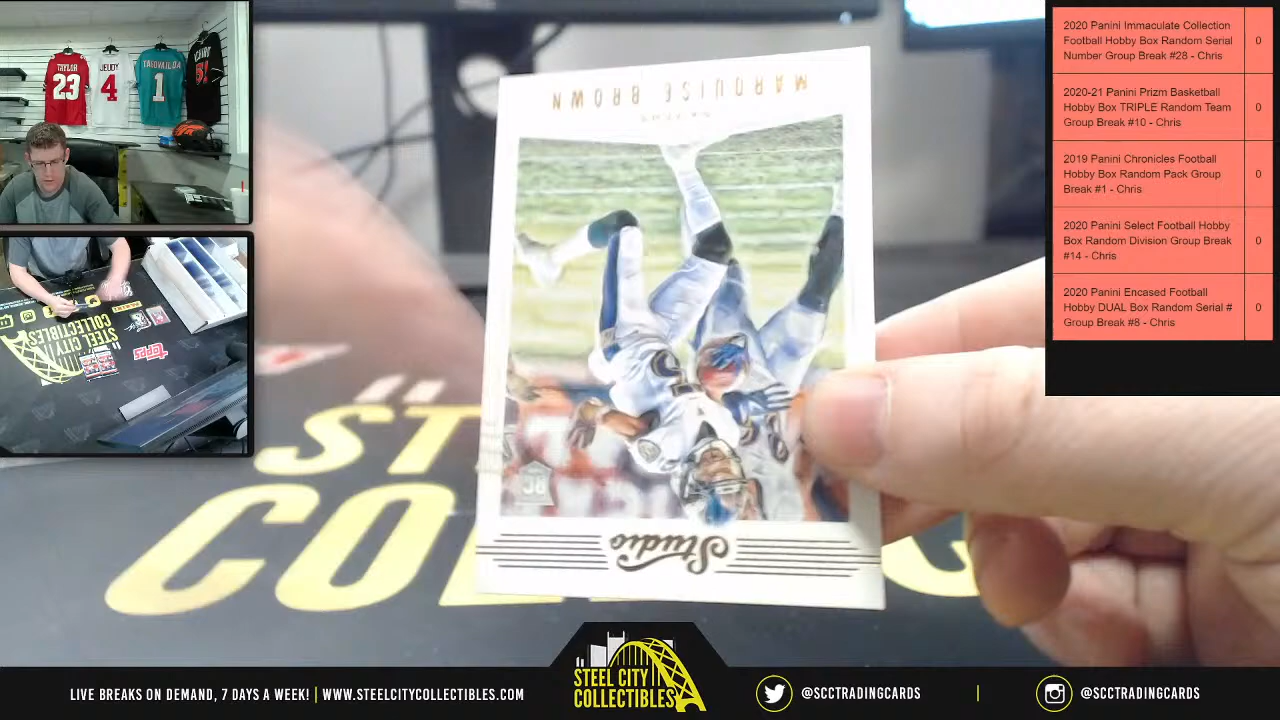 TAYLOR
23
JEUDY
4
TAGOVAILOA
1
2020 Panini Immaculate Collection
Football Hobby Box Random Serial
Number Group Break #28 - Chris
0
2020-21 Panini Prizm Basketball
Hobby Box TRIPLE Random Team
Group Break #10 - Chris
0
2019 Panini Chronicles Football
Hobby Box Random Pack Group
Break #1 - Chris
0
2020 Panini Select Football Hobby
Box Random Division Group Break
#14 - Chris
0
2020 Panini Encased Football
Hobby DUAL Box Random Serial #
Group Break #8 - Chris
0
MARQUISE BROWN
RAVENS
RC
Studio
STEEL CITY
COLLECTIBLES
Topps
ST
COL
LIVE BREAKS ON DEMAND, 7 DAYS A WEEK! | WWW.STEELCITYCOLLECTIBLES.COM
STEEL CITY
COLLECTIBLES
@SCCTRADINGCARDS
@SCCTRADINGCARDS